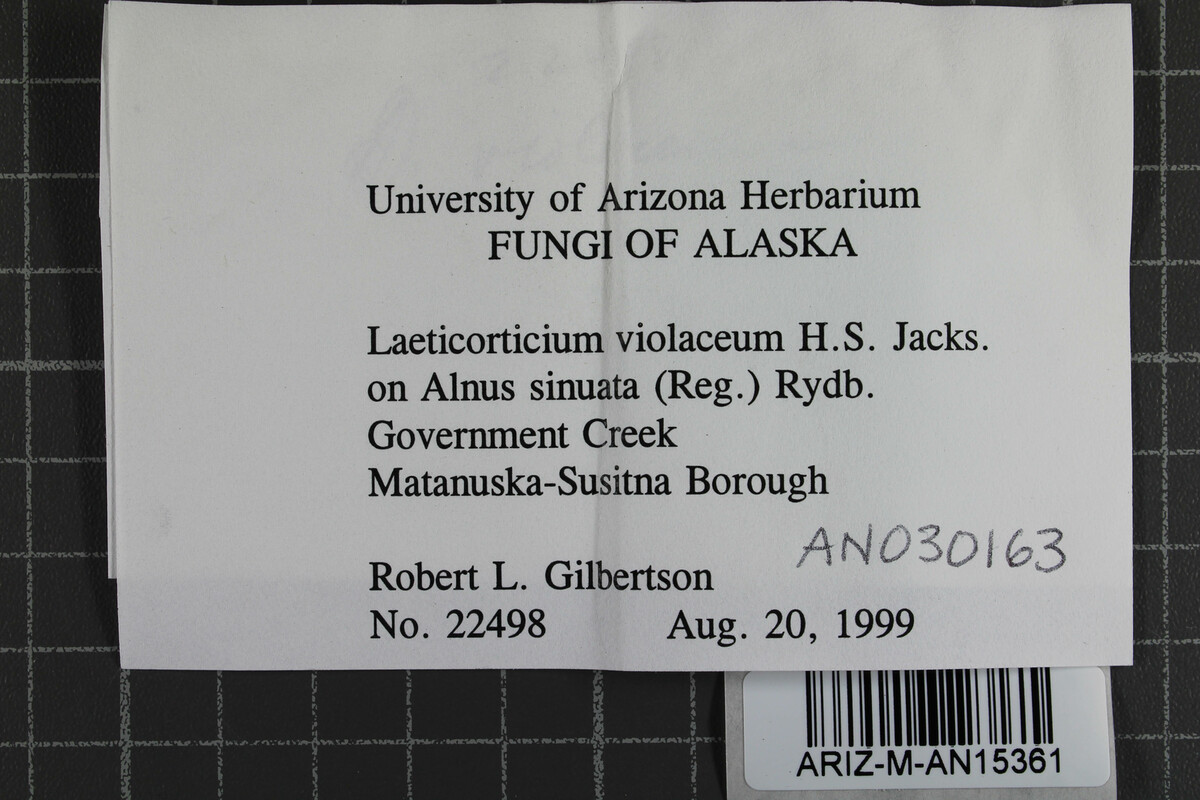 University of Arizona Herbarium
FUNGI OF ALASKA
Laeticorticium violaceum H.S. Jacks.
on Alnus sinuata (Reg.) Rydb.
Government Creek
Matanuska-Susitna Borough
AN030163
Robert L. Gilbertson
No. 22498 Aug. 20, 1999
ARIZ-M-AN15361